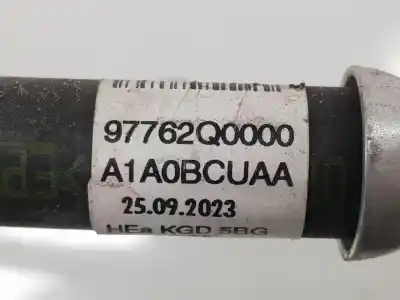 97762Q0000
A1A0BCUAA
25.09.2023
HEa KGD 5BG